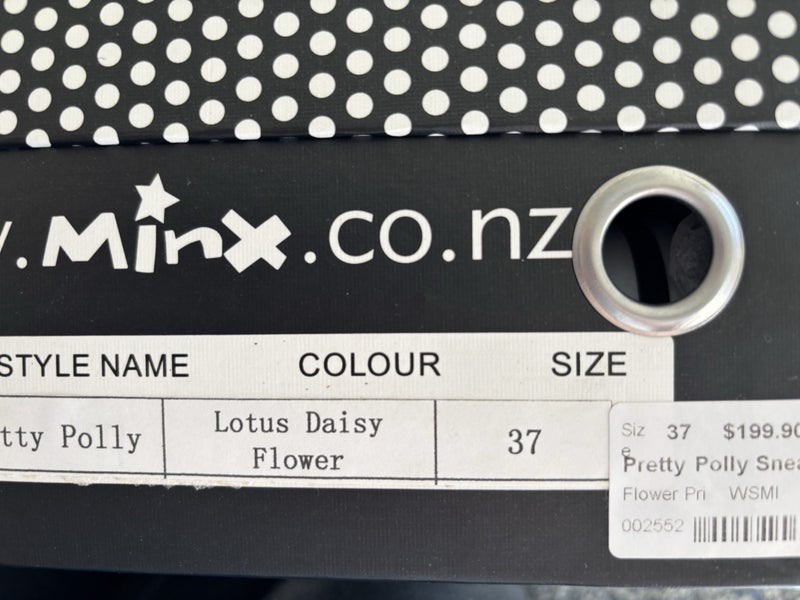 .Minx.co.nz
STYLE NAME COLOUR SIZE
tty Polly Lotus Daisy Flower 37
Size 37 $199.90
Pretty Polly Snea
Flower Pri WSMI
002552